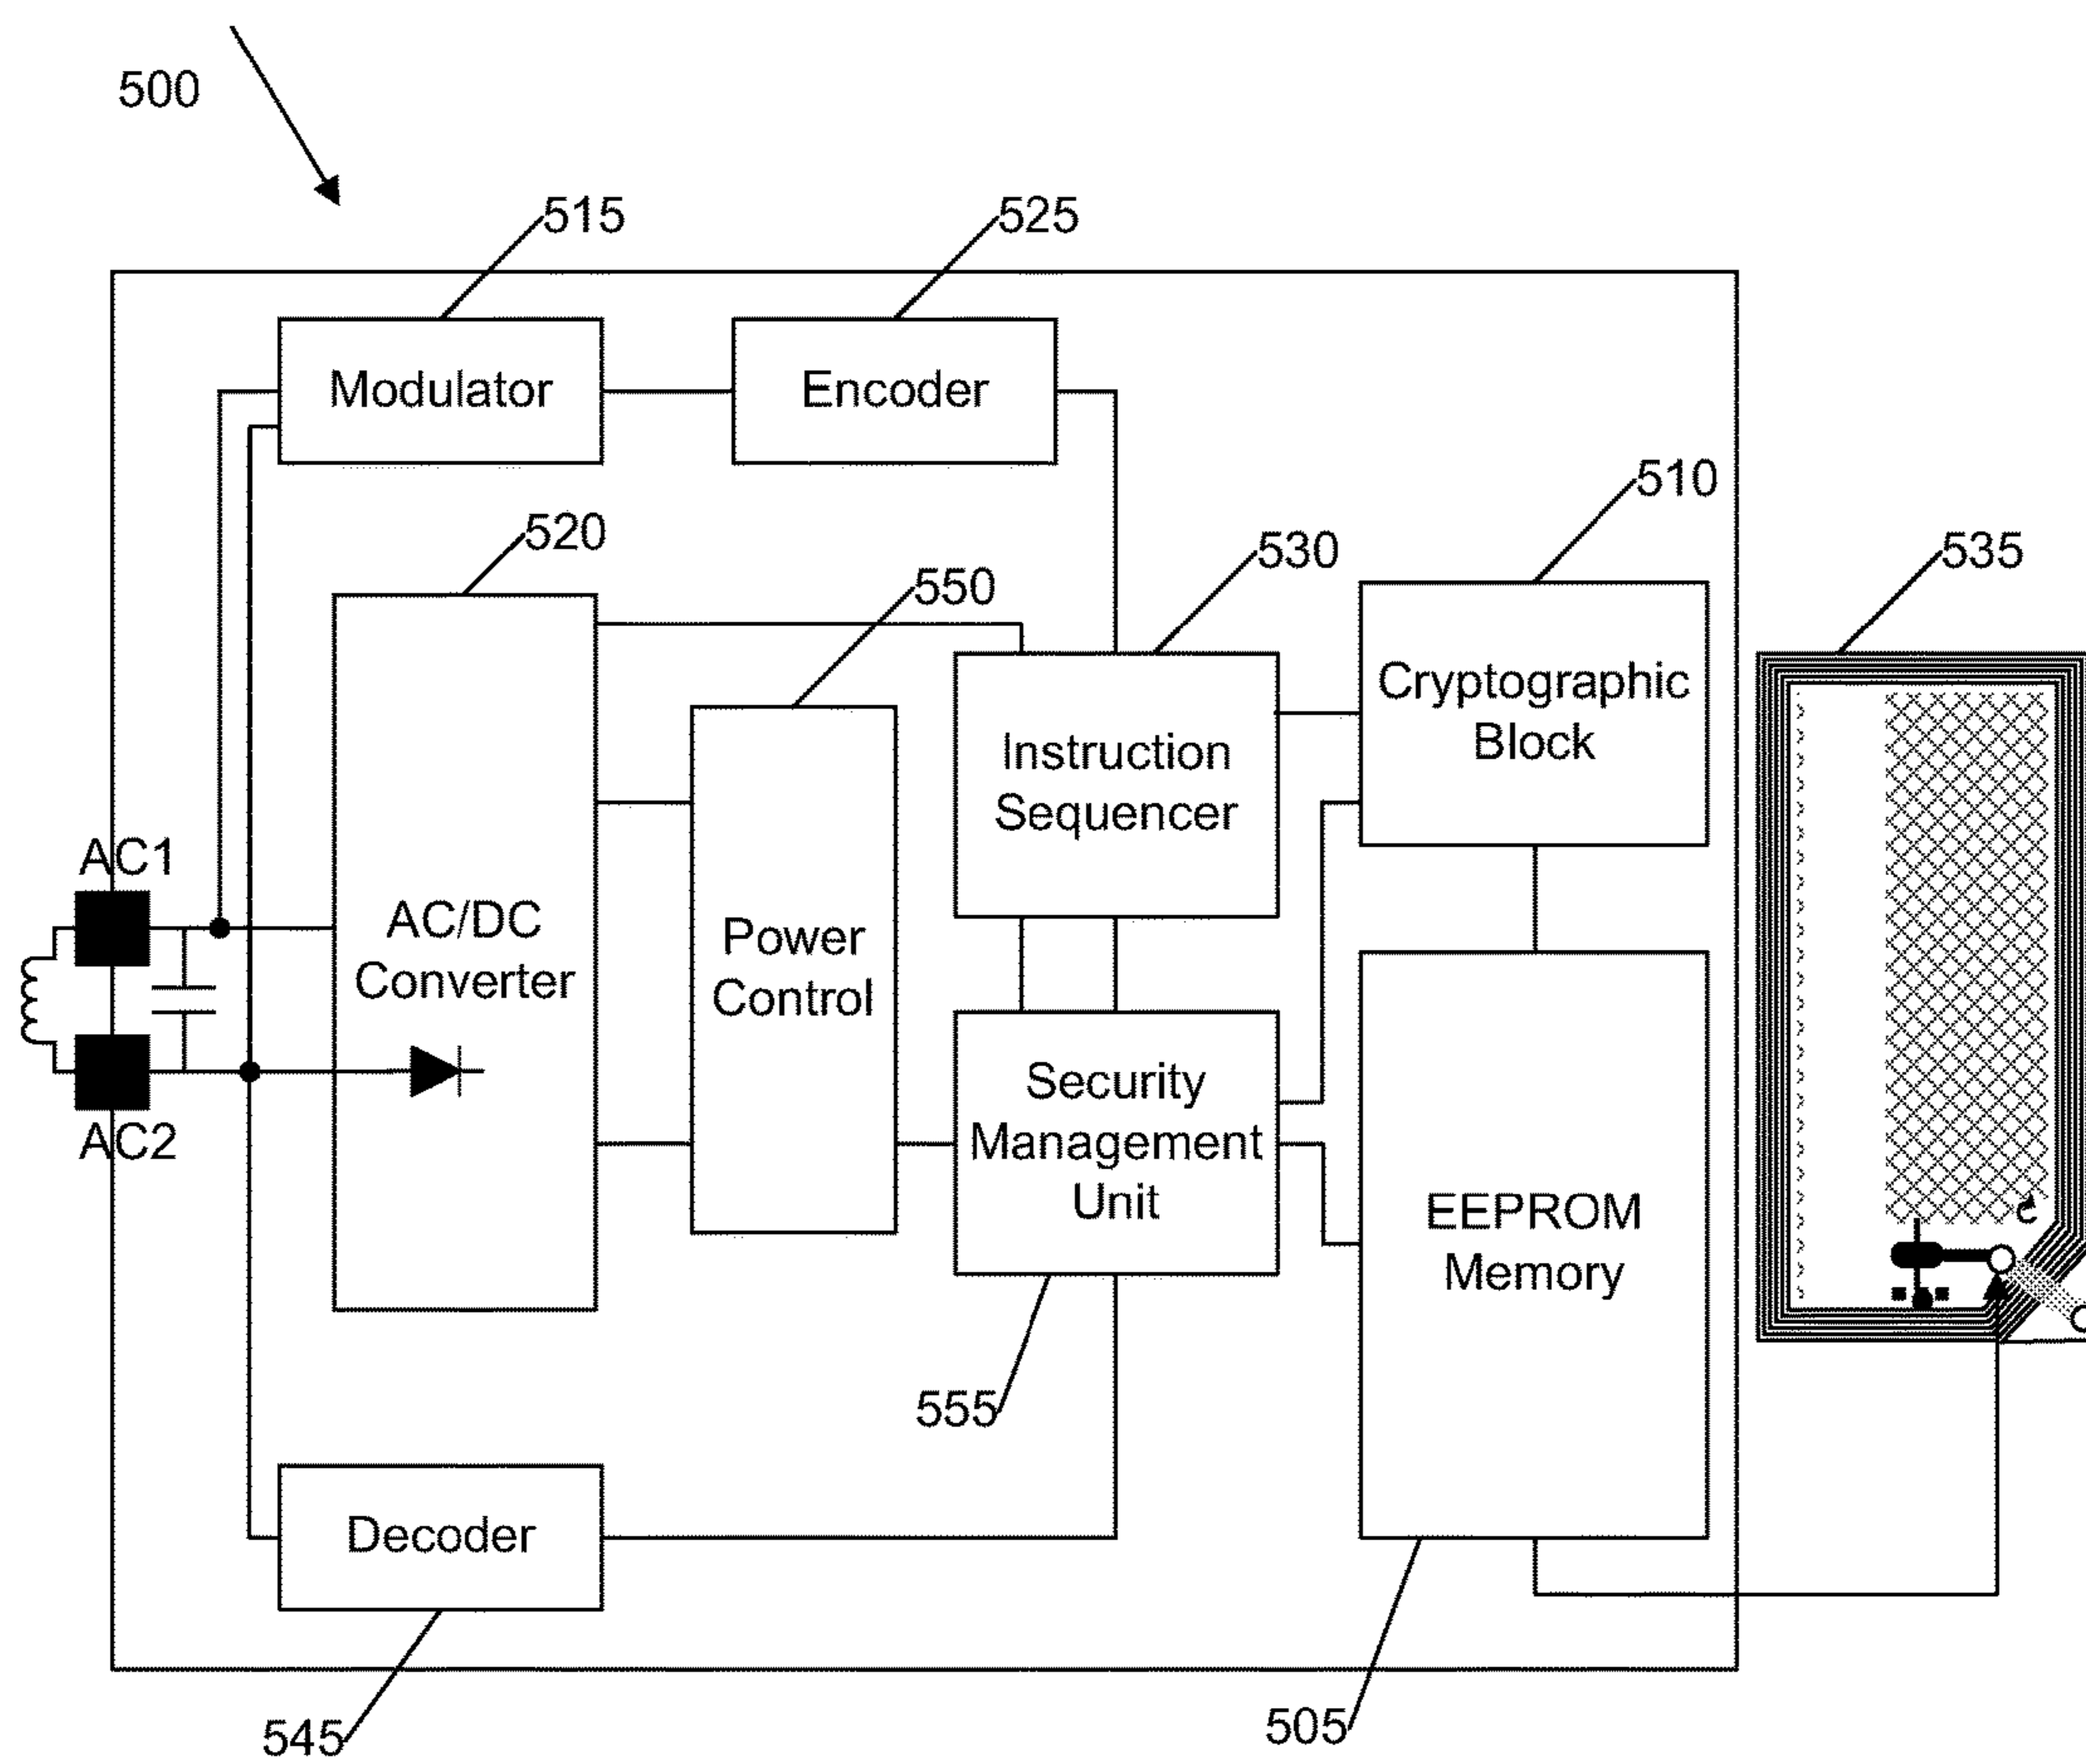 500
515
525
Modulator
Encoder
510
520
530
535
550
Cryptographic
Block
Instruction
Sequencer
AC1
AC/DC
Converter
Power
Control
Security
Management
Unit
AC2
EEPROM
Memory
555
Decoder
545
505